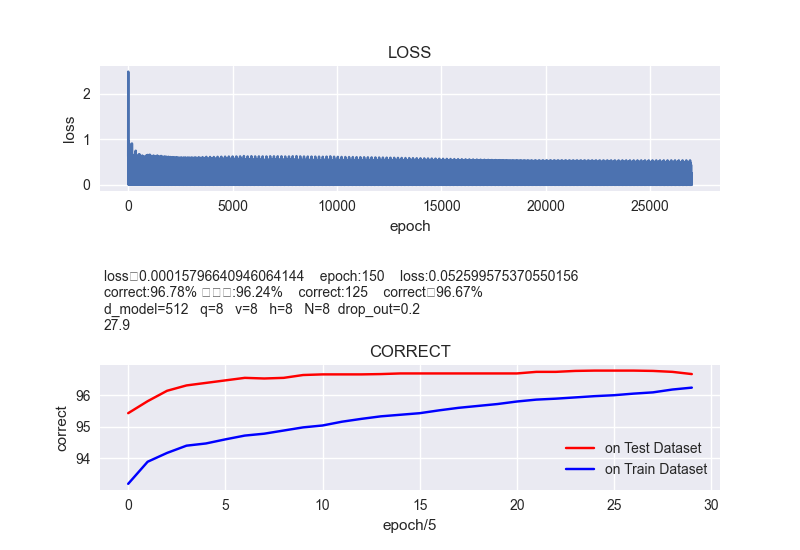 LOSS
2
1
0
loss
0 5000 10000 15000 20000 25000
epoch
loss□0.00015796640946064144 epoch:150 loss:0.052599575370550156
correct:96.78% □□□:96.24% correct:125 correct□96.67%
d_model=512 q=8 v=8 h=8 N=8 drop_out=0.2
27.9
CORRECT
96
95
94
correct
on Test Dataset
on Train Dataset
0 5 10 15 20 25 30
epoch/5